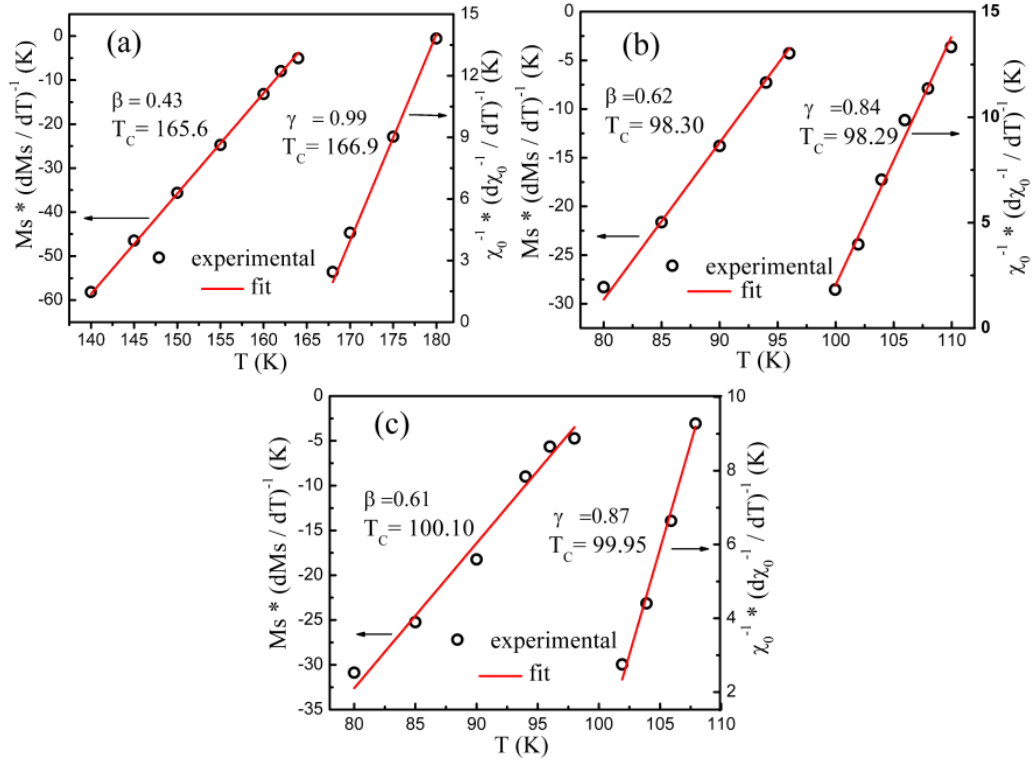 (a)
β = 0.43
T_C = 165.6
γ = 0.99
T_C = 166.9
experimental
fit
Ms * (dMs / dT)^-1 (K)
0
-10
-20
-30
-40
-50
-60
χ_0^-1 * (dχ_0^-1 / dT)^-1 (K)
15
12
9
6
3
0
140 145 150 155 160 165 170 175 180
T (K)
(b)
β = 0.62
T_C = 98.30
γ = 0.84
T_C = 98.29
experimental
fit
Ms * (dMs / dT)^-1 (K)
0
-5
-10
-15
-20
-25
-30
χ_0^-1 * (dχ_0^-1 / dT)^-1 (K)
15
10
5
0
80 85 90 95 100 105 110
T (K)
(c)
β =0.61
T_C = 100.10
γ =0.87
T_C = 99.95
experimental
fit
Ms * (dMs / dT)^-1 (K)
0
-5
-10
-15
-20
-25
-30
-35
χ_0^-1 * (dχ_0^-1 / dT)^-1 (K)
10
8
6
4
2
80 85 90 95 100 105 110
T (K)